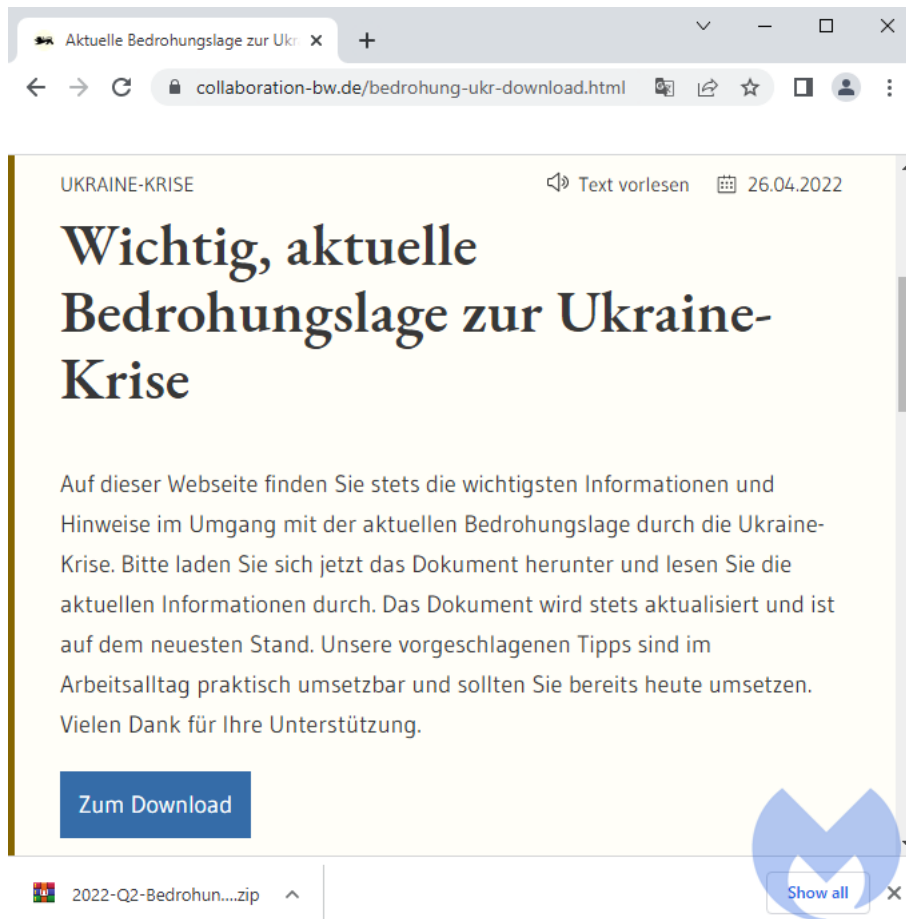 Aktuelle Bedrohungslage zur Ukr
collaboration-bw.de/bedrohung-ukr-download.html
UKRAINE-KRISE
Text vorlesen
26.04.2022
Wichtig, aktuelle
Bedrohungslage zur Ukraine-
Krise
Auf dieser Webseite finden Sie stets die wichtigsten Informationen und
Hinweise im Umgang mit der aktuellen Bedrohungslage durch die Ukraine-
Krise. Bitte laden Sie sich jetzt das Dokument herunter und lesen Sie die
aktuellen Informationen durch. Das Dokument wird stets aktualisiert und ist
auf dem neuesten Stand. Unsere vorgeschlagenen Tipps sind im
Arbeitsalltag praktisch umsetzbar und sollten Sie bereits heute umsetzen.
Vielen Dank für Ihre Unterstützung.
Zum Download
2022-Q2-Bedrohun....zip
Show all